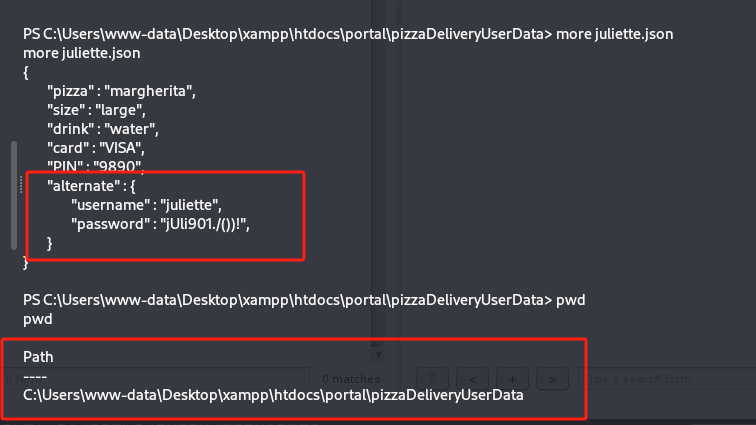 PS C:\Users\www-data\Desktop\xampp\htdocs\portal\pizzaDeliveryUserData> more juliette.json
more juliette.json
{
"pizza" : "margherita",
"size" : "large",
"drink" : "water",
"card" : "VISA",
"PIN" : "9890",
"alternate" : {
"username" : "juliette",
"password" : "jUli901./())!",
}
}
PS C:\Users\www-data\Desktop\xampp\htdocs\portal\pizzaDeliveryUserData> pwd
pwd
Path
----
0 matches < + > Type a search term
C:\Users\www-data\Desktop\xampp\htdocs\portal\pizzaDeliveryUserData